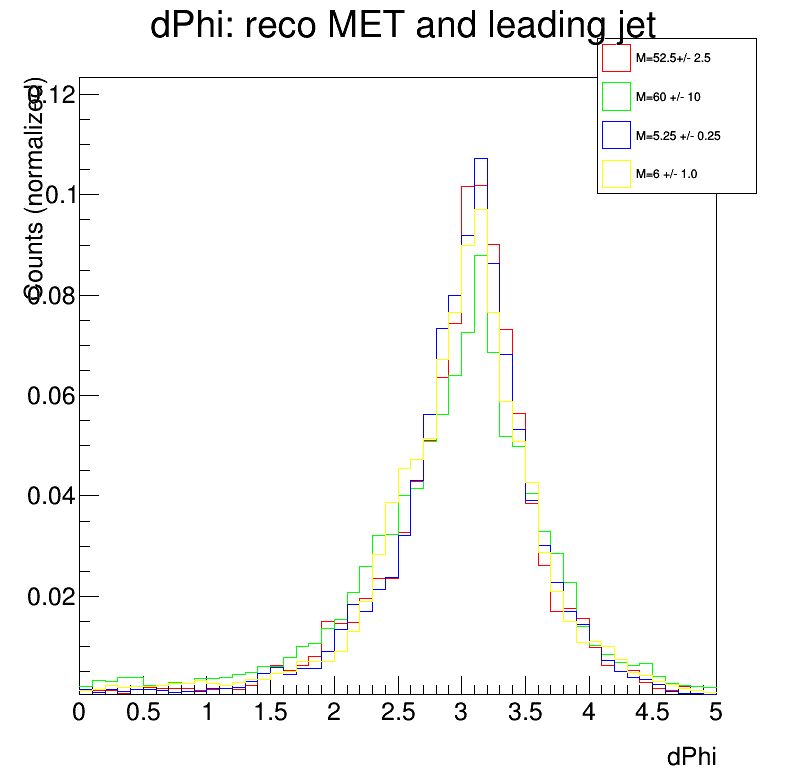 dPhi: reco MET and leading jet
M=52.5+/- 2.5
M=60 +/- 10
M=5.25 +/- 0.25
M=6 +/- 1.0
Counts (normalized)
0.12
0.1
0.08
0.06
0.04
0.02
0 0.5 1 1.5 2 2.5 3 3.5 4 4.5 5
dPhi